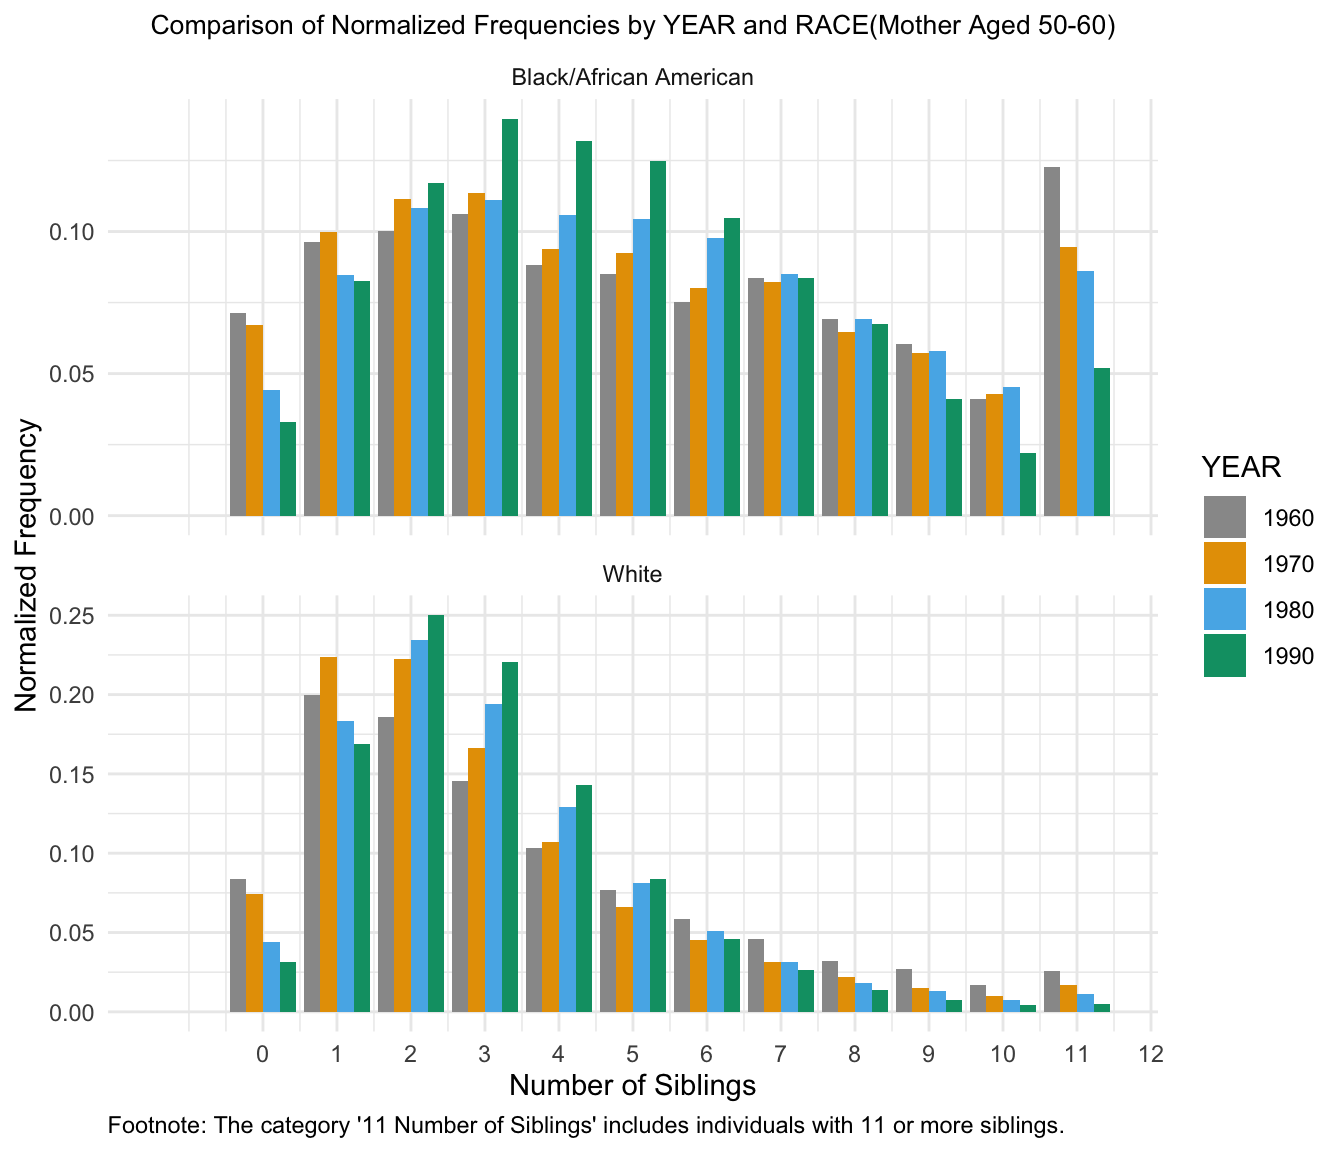 Comparison of Normalized Frequencies by YEAR and RACE(Mother Aged 50-60)
Black/African American
0.10
0.05
0.00
White
0.25
0.20
0.15
0.10
0.05
0.00
Normalized Frequency
0 1 2 3 4 5 6 7 8 9 10 11 12
Number of Siblings
YEAR
1960
1970
1980
1990
Footnote: The category '11 Number of Siblings' includes individuals with 11 or more siblings.